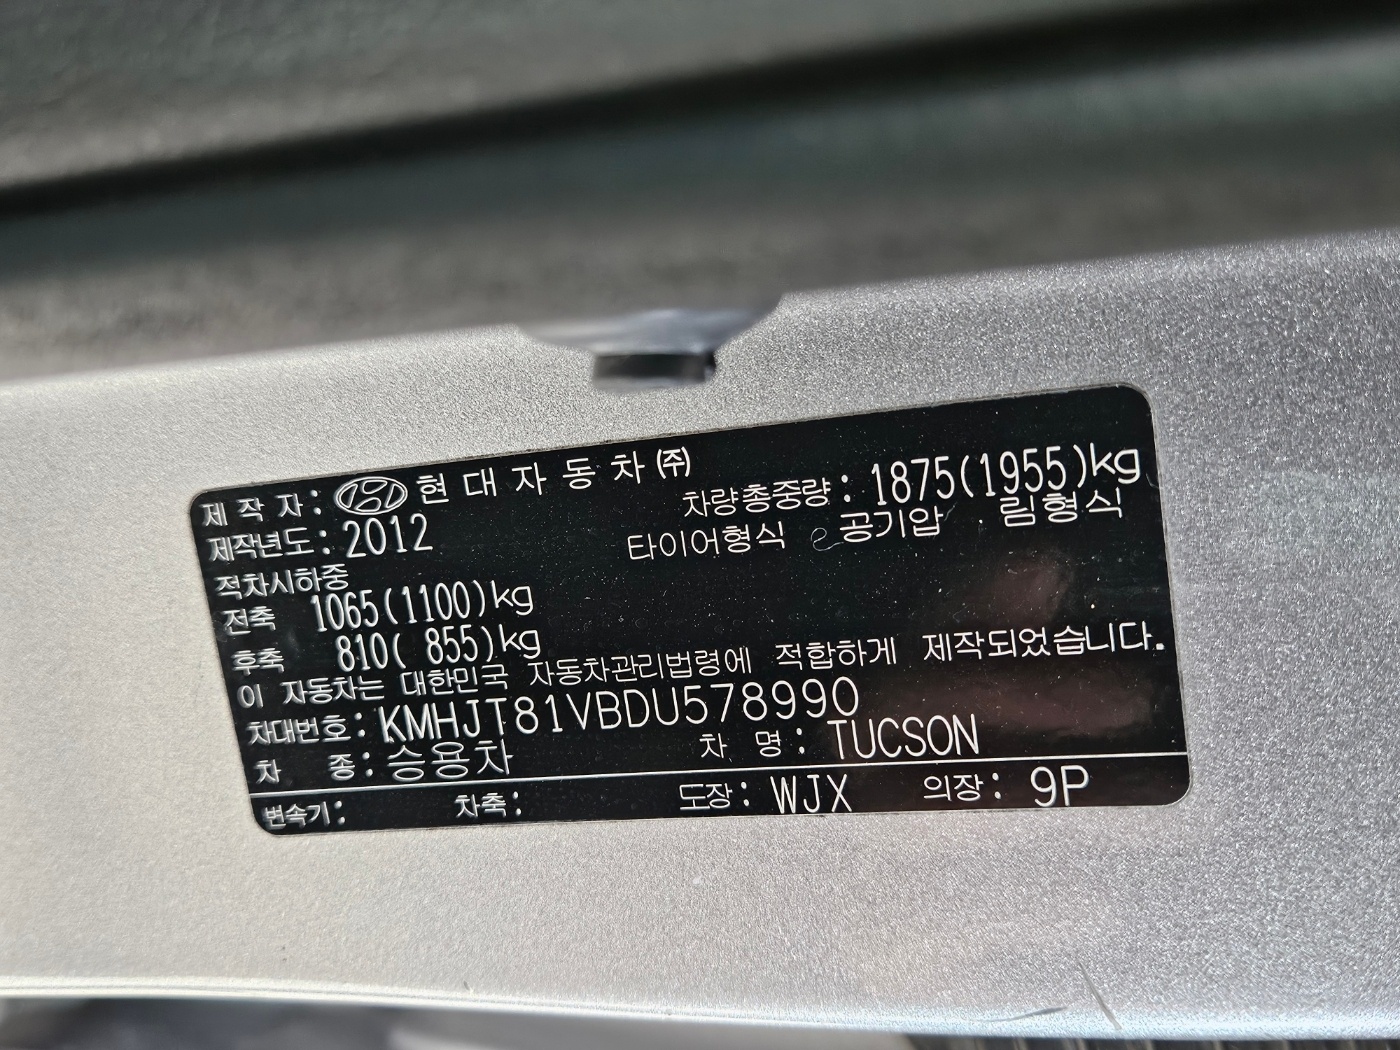 제 작 자 : 현 대 자 동 차 ㈜
차량총중량 : 1875(1955)kg
제작년도 : 2012
타이어형식 공기압 림형식
적차시하중
전축 1065(1100)kg
후축 810( 855)kg
이 자동차는 대한민국 자동차관리법령에 적합하게 제작되었습니다.
차대번호 : KMHJT81VBDU578990
차 종 : 승용차 차 명 : TUCSON
변속기 : 차축 : 도장 : WJX 의장 : 9P